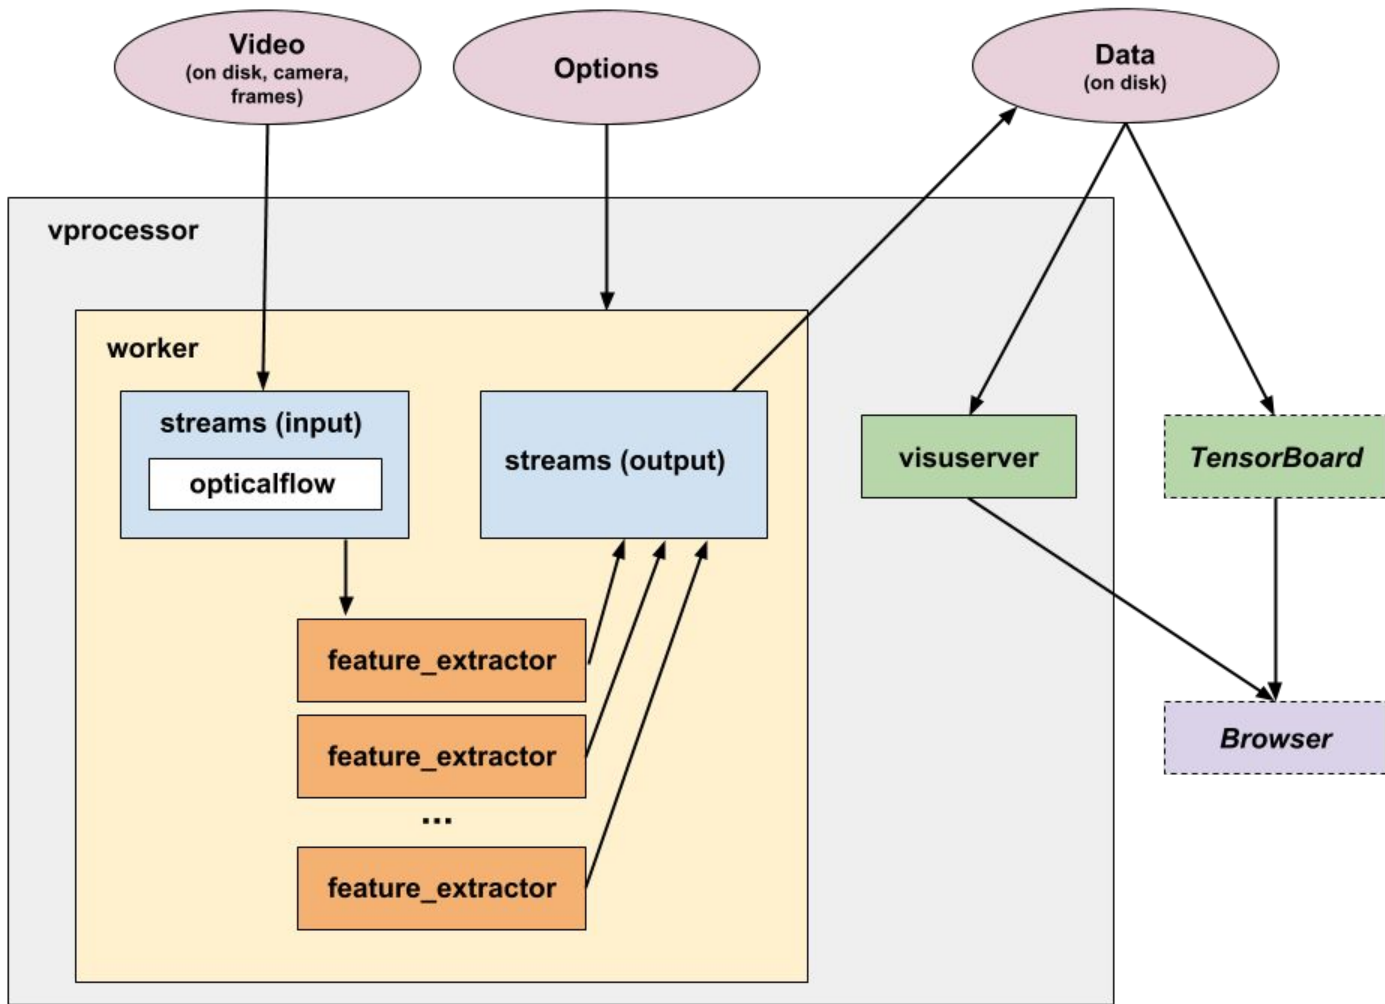 Video
(on disk, camera,
frames)
Options
Data
(on disk)
vprocessor
worker
streams (input)
opticalflow
streams (output)
visuserver
TensorBoard
feature_extractor
Browser
feature_extractor
...
feature_extractor